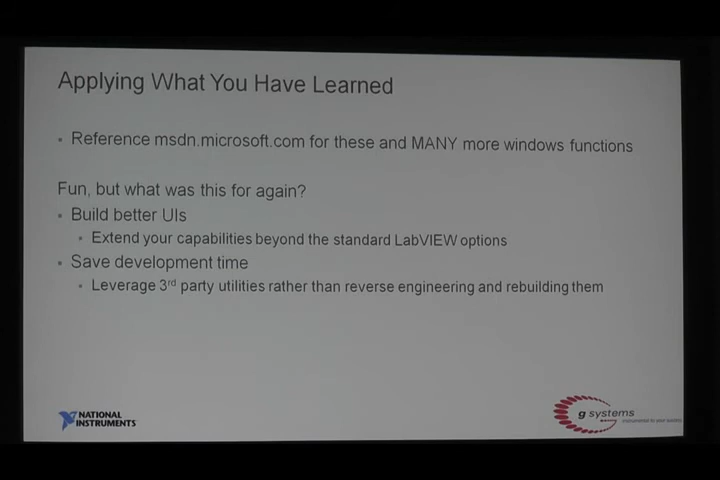 Applying What You Have Learned
• Reference msdn.microsoft.com for these and MANY more windows functions
Fun, but what was this for again?
• Build better UIs
• Extend your capabilities beyond the standard LabVIEW options
• Save development time
• Leverage 3rd party utilities rather than reverse engineering and rebuilding them
NATIONAL
INSTRUMENTS
g systems